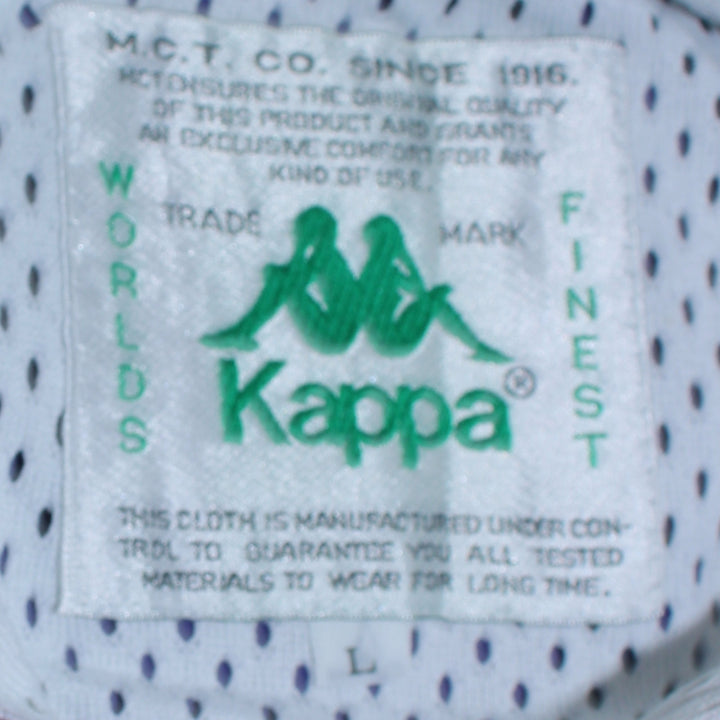 M.C.T. CO. SINCE 1916.
MCT ENSURES THE ORIGINAL QUALITY
OF THIS PRODUCT AND GRANTS
AN EXCLUSIVE COMFORT FOR ANY
KIND OF USE.
WORLDS
TRADE MARK
FINEST
Kappa®
THIS CLOTH IS MANUFACTURED UNDER CON-
TROL TO GUARANTEE YOU ALL TESTED
MATERIALS TO WEAR FOR LONG TIME.
L